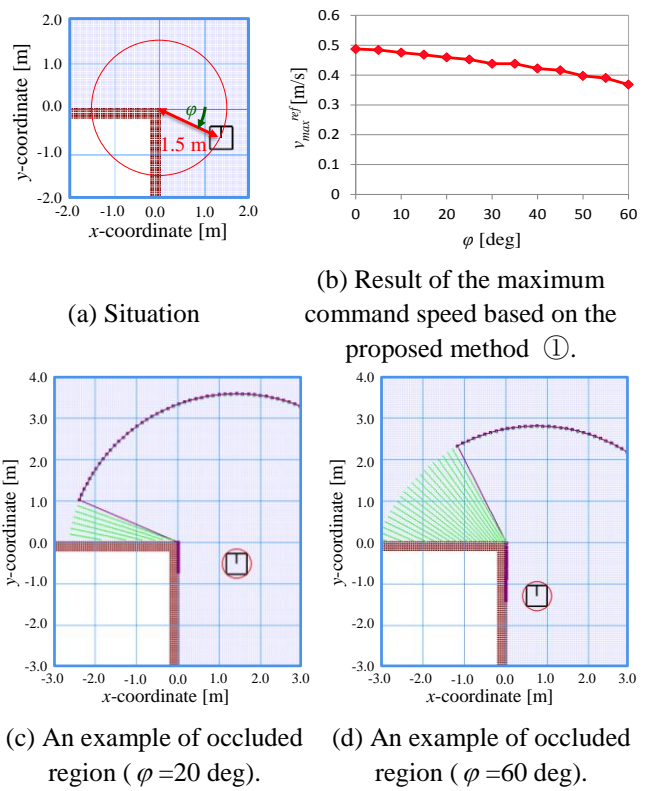 2.0
1.0
0.0
-1.0
-2.0
y-coordinate [m]
φ
1.5 m
-2.0 -1.0 0.0 1.0 2.0
x-coordinate [m]
(a) Situation
0.6
0.5
0.4
0.3
0.2
0.1
0
v_max^ref [m/s]
0 10 20 30 40 50 60
φ [deg]
(b) Result of the maximum
command speed based on the
proposed method ①.
4.0
3.0
2.0
1.0
0.0
-1.0
-2.0
-3.0
y-coordinate [m]
-3.0 -2.0 -1.0 0.0 1.0 2.0 3.0
x-coordinate [m]
(c) An example of occluded
region ( φ =20 deg).
4.0
3.0
2.0
1.0
0.0
-1.0
-2.0
-3.0
y-coordinate [m]
-3.0 -2.0 -1.0 0.0 1.0 2.0 3.0
x-coordinate [m]
(d) An example of occluded
region ( φ =60 deg).